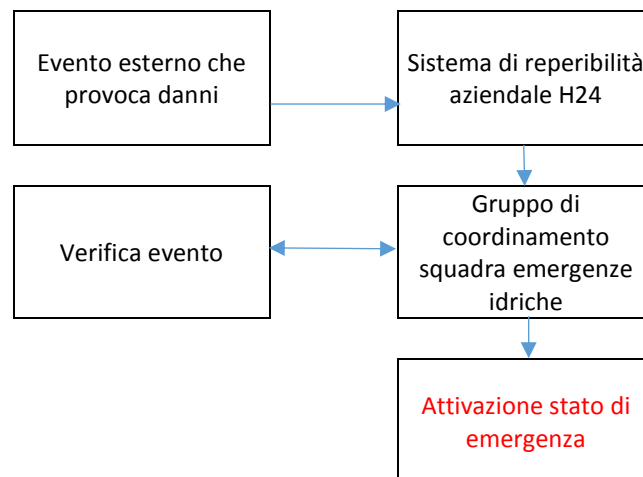 Evento esterno che
provoca danni
Sistema di reperibilità
aziendale H24
Verifica evento
Gruppo di
coordinamento
squadra emergenze
idriche
Attivazione stato di
emergenza